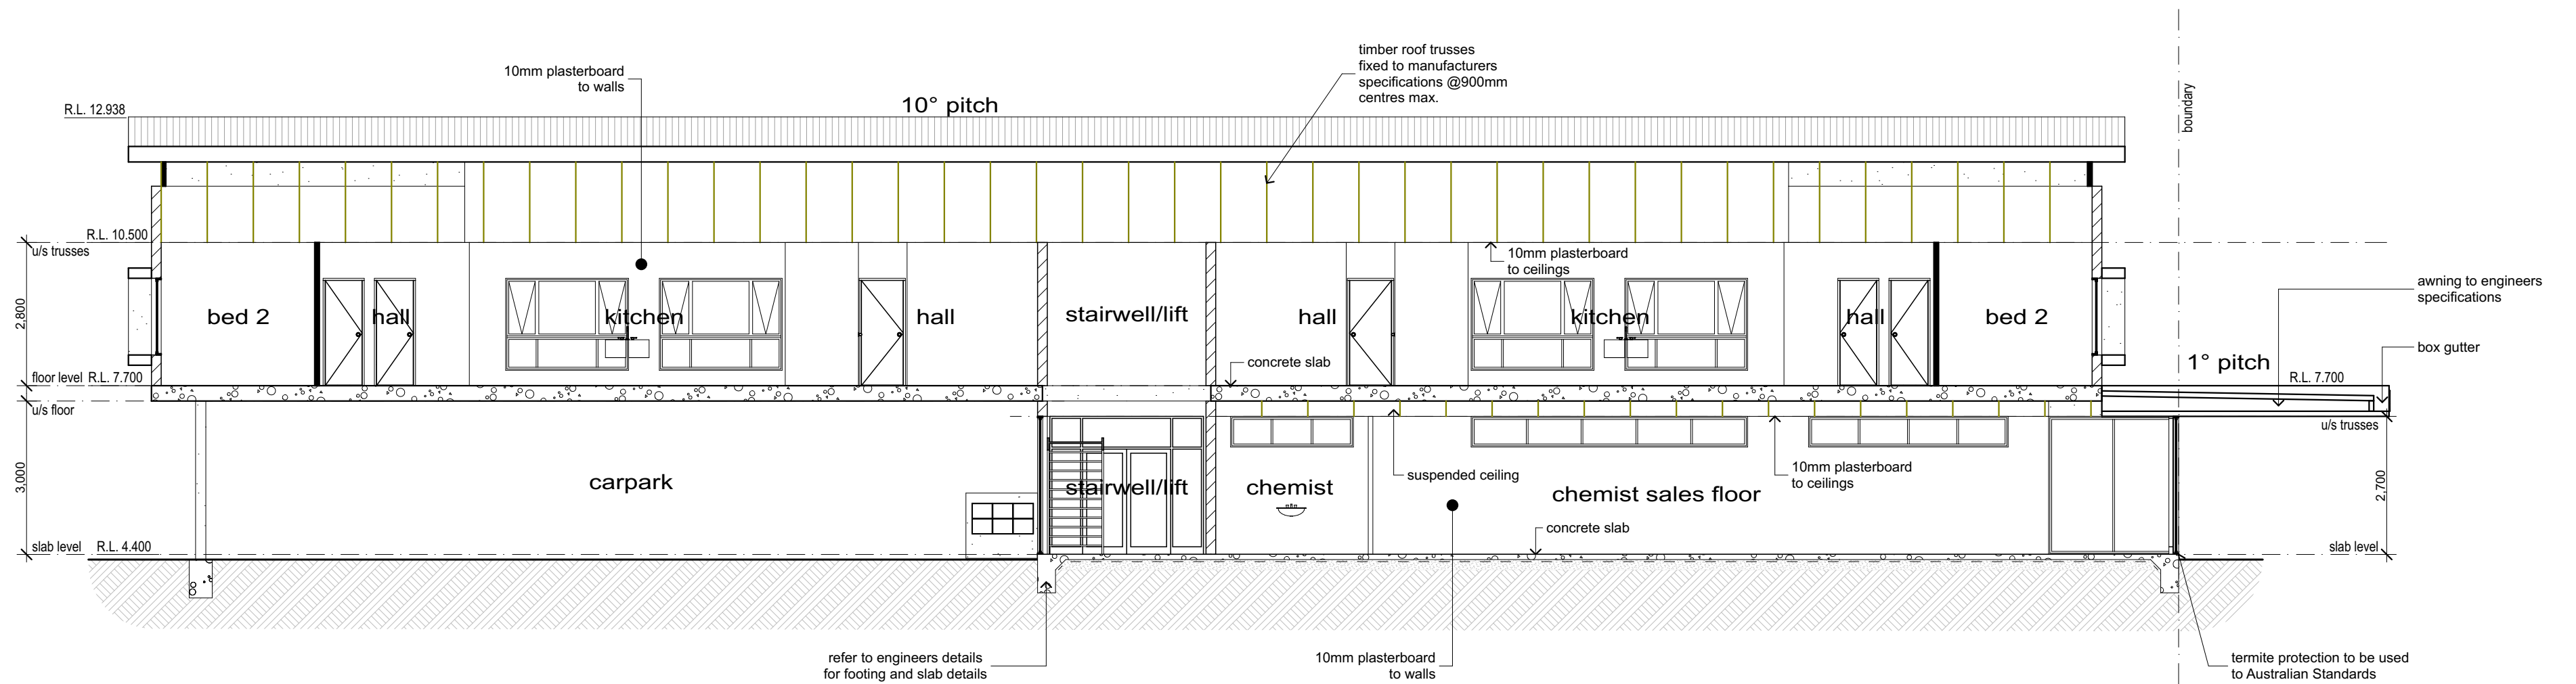 timber roof trusses
fixed to manufacturers
specifications @900mm
centres max.
10mm plasterboard
to walls
R.L. 12.938
10° pitch
boundary
R.L. 10.500
u/s trusses
10mm plasterboard
to ceilings
awning to engineers
specifications
2,800
bed 2
hall
kitchen
hall
stairwell/lift
hall
kitchen
hall
bed 2
box gutter
concrete slab
1° pitch
floor level R.L. 7.700
R.L. 7.700
u/s floor
u/s trusses
3,000
carpark
stairwell/lift
chemist
suspended ceiling
chemist sales floor
10mm plasterboard
to ceilings
2,700
concrete slab
slab level R.L. 4.400
slab level
refer to engineers details
for footing and slab details
10mm plasterboard
to walls
termite protection to be used
to Australian Standards